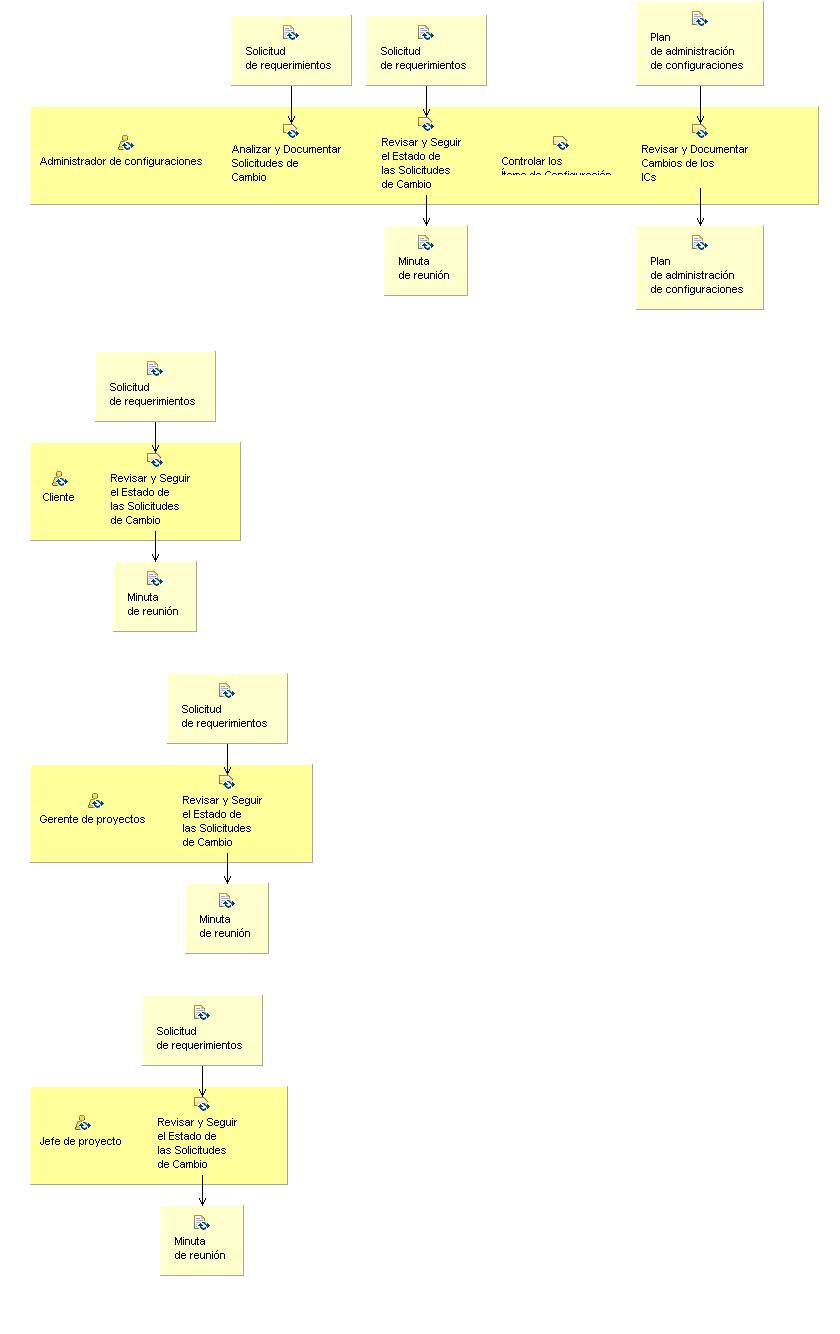 Solicitud
de requerimientos
Solicitud
de requerimientos
Plan
de administración
de configuraciones
Administrador de configuraciones
Analizar y Documentar
Solicitudes de
Cambio
Revisar y Seguir
el Estado de
las Solicitudes
de Cambio
Controlar los
Ítems de Configuración
Revisar y Documentar
Cambios de los
ICs
Minuta
de reunión
Plan
de administración
de configuraciones
Solicitud
de requerimientos
Cliente
Revisar y Seguir
el Estado de
las Solicitudes
de Cambio
Minuta
de reunión
Solicitud
de requerimientos
Gerente de proyectos
Revisar y Seguir
el Estado de
las Solicitudes
de Cambio
Minuta
de reunión
Solicitud
de requerimientos
Jefe de proyecto
Revisar y Seguir
el Estado de
las Solicitudes
de Cambio
Minuta
de reunión